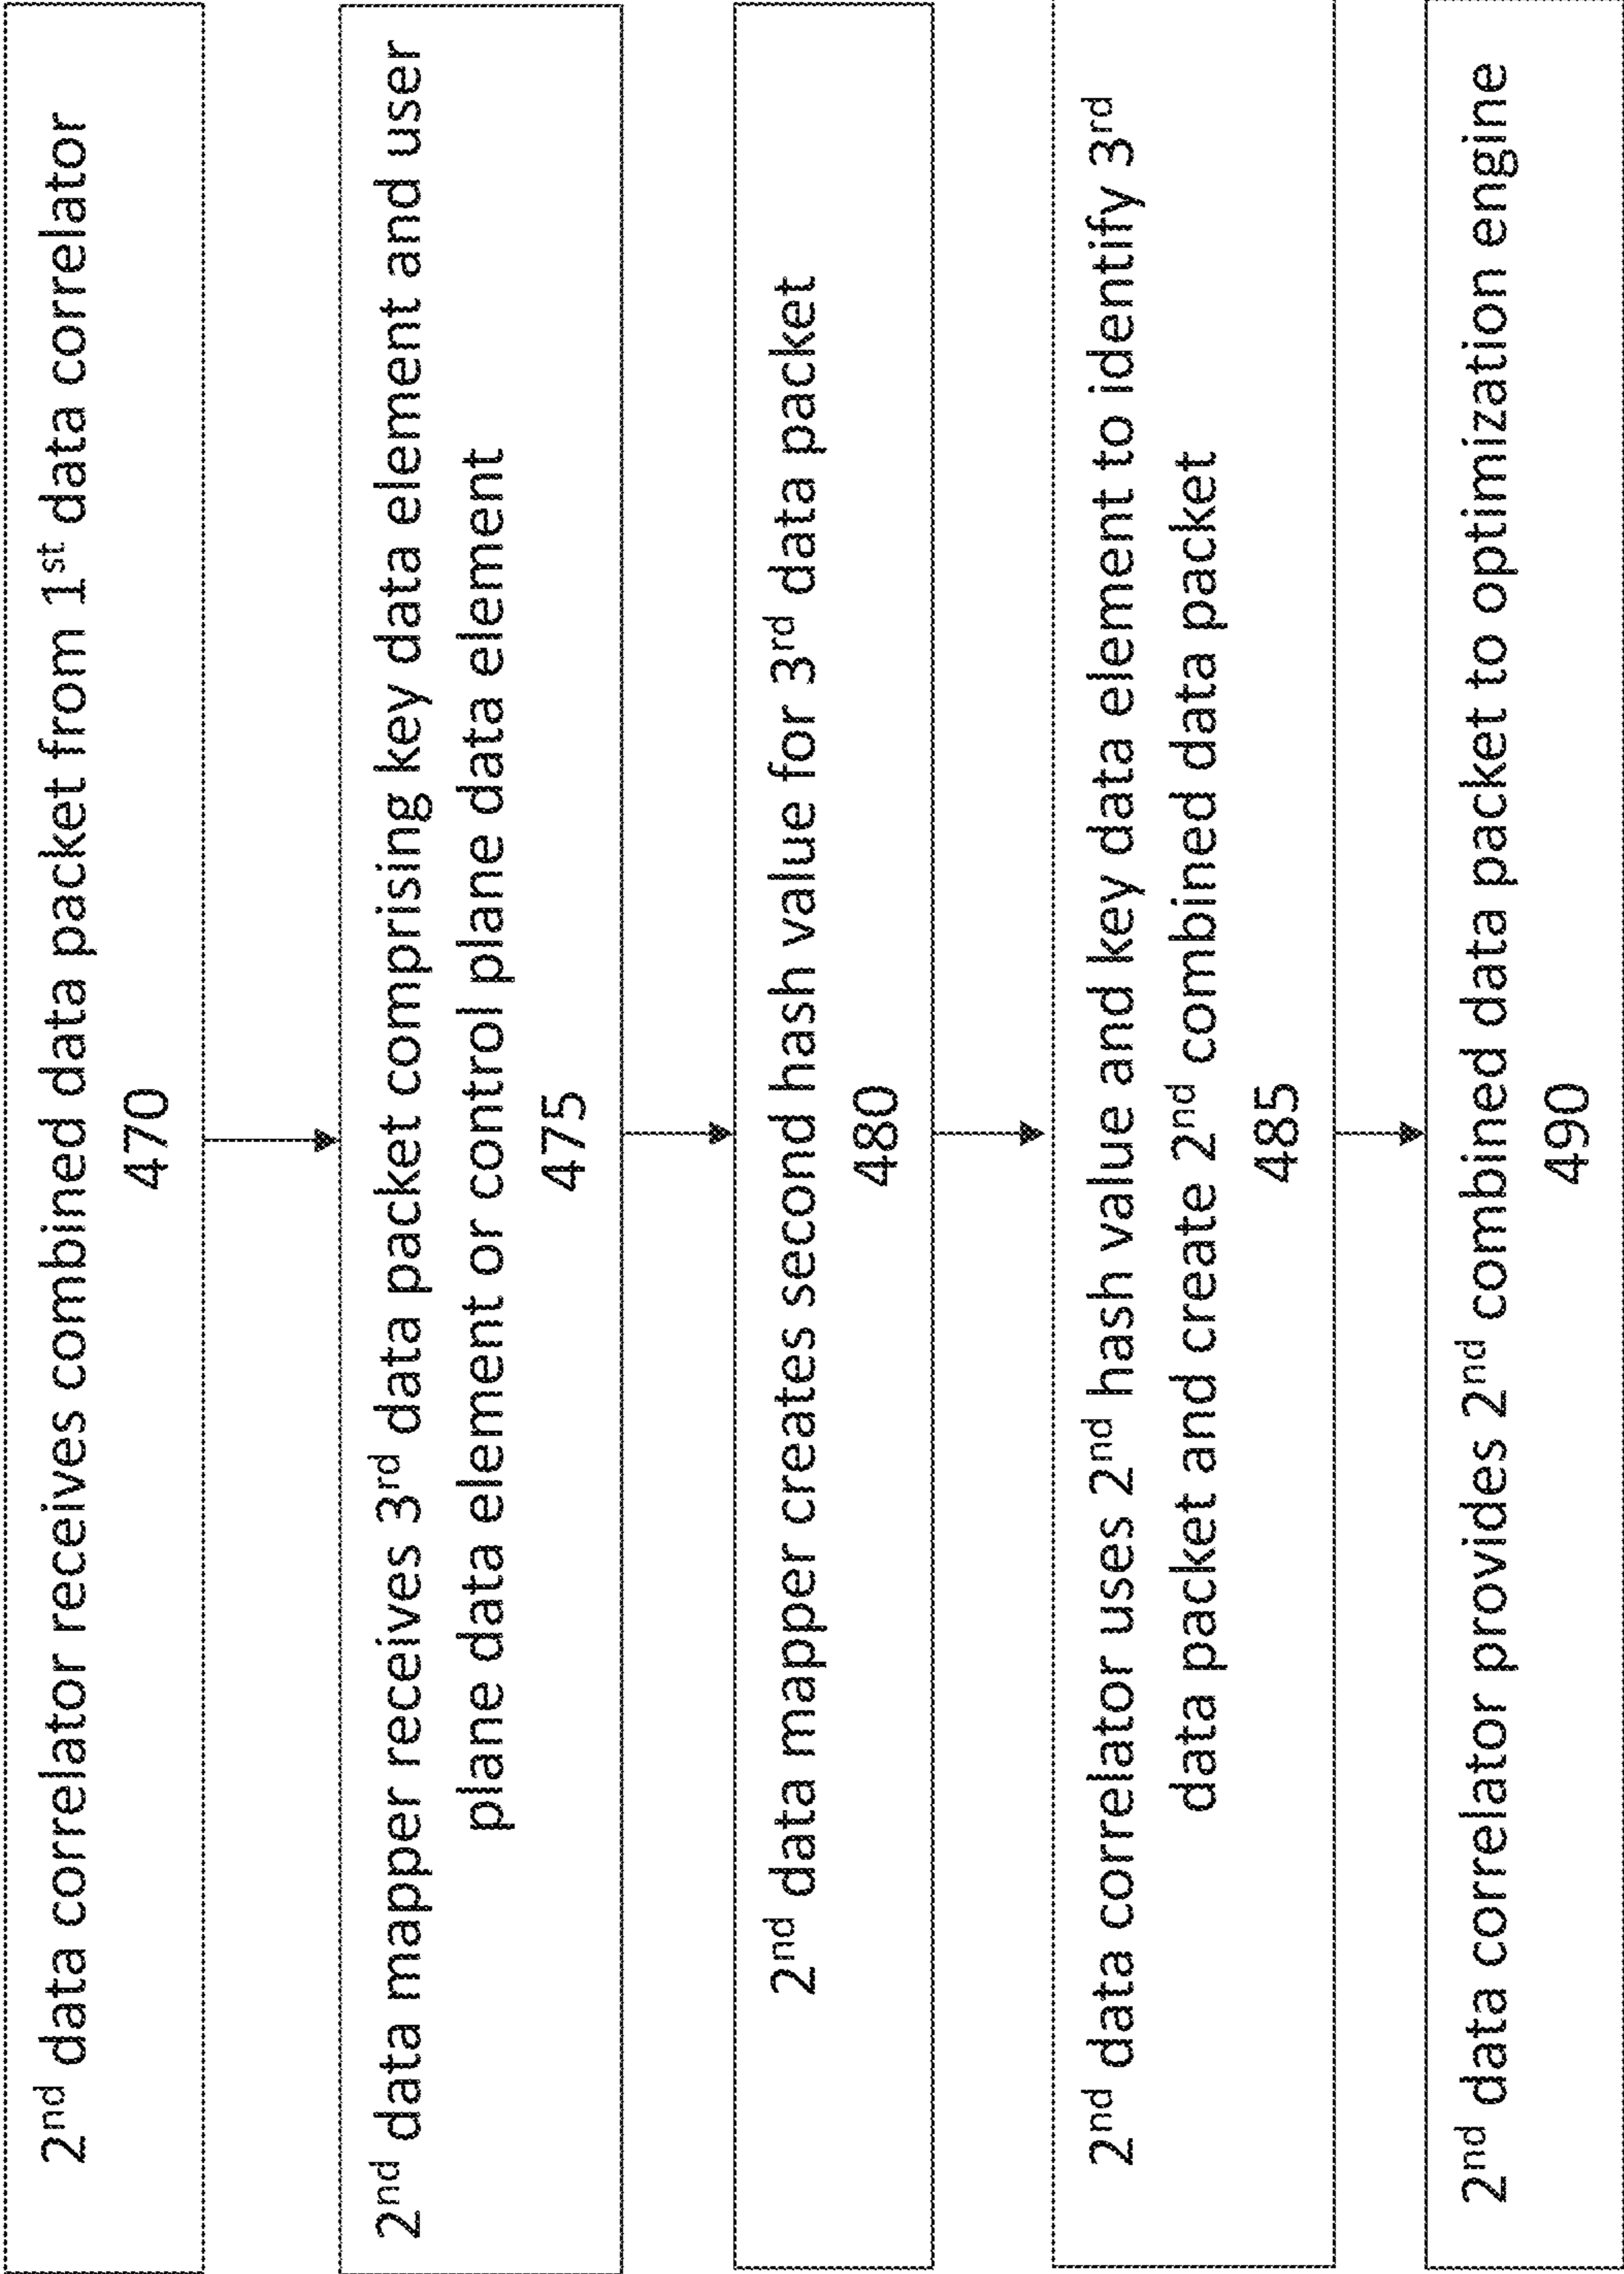 2nd data correlator receives combined data packet from 1st data correlator
470
2nd data mapper receives 3rd data packet comprising key data element and user
plane data element or control plane data element
475
2nd data mapper creates second hash value for 3rd data packet
480
2nd data correlator uses 2nd hash value and key data element to identify 3rd
data packet and create 2nd combined data packet
485
2nd data correlator provides 2nd combined data packet to optimization engine
490